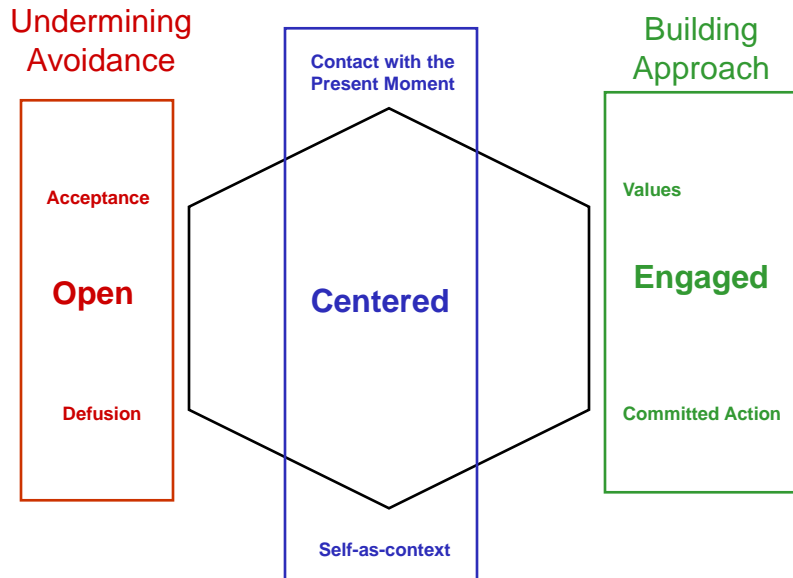 Undermining
Avoidance
Acceptance
Open
Defusion
Contact with the
Present Moment
Centered
Self-as-context
Building
Approach
Values
Engaged
Committed Action